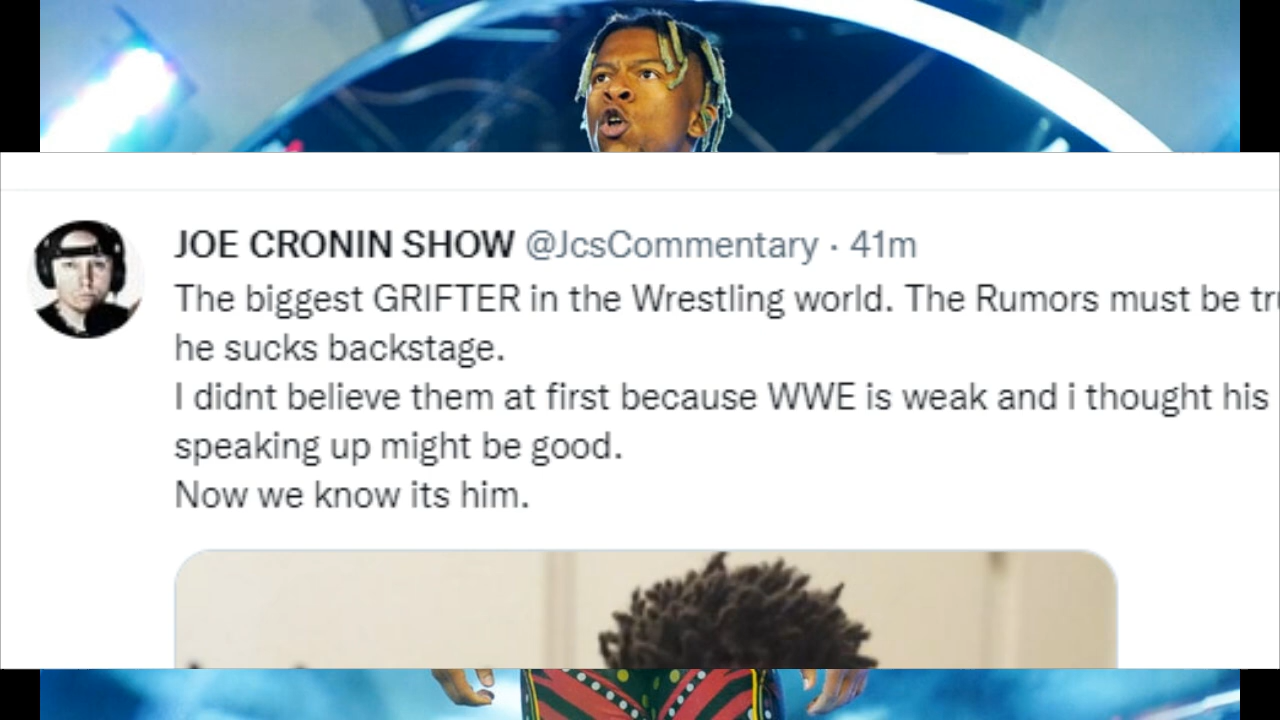 JOE CRONIN SHOW @JcsCommentary · 41m
The biggest GRIFTER in the Wrestling world. The Rumors must be
he sucks backstage.
I didnt believe them at first because WWE is weak and i thought his
speaking up might be good.
Now we know its him.